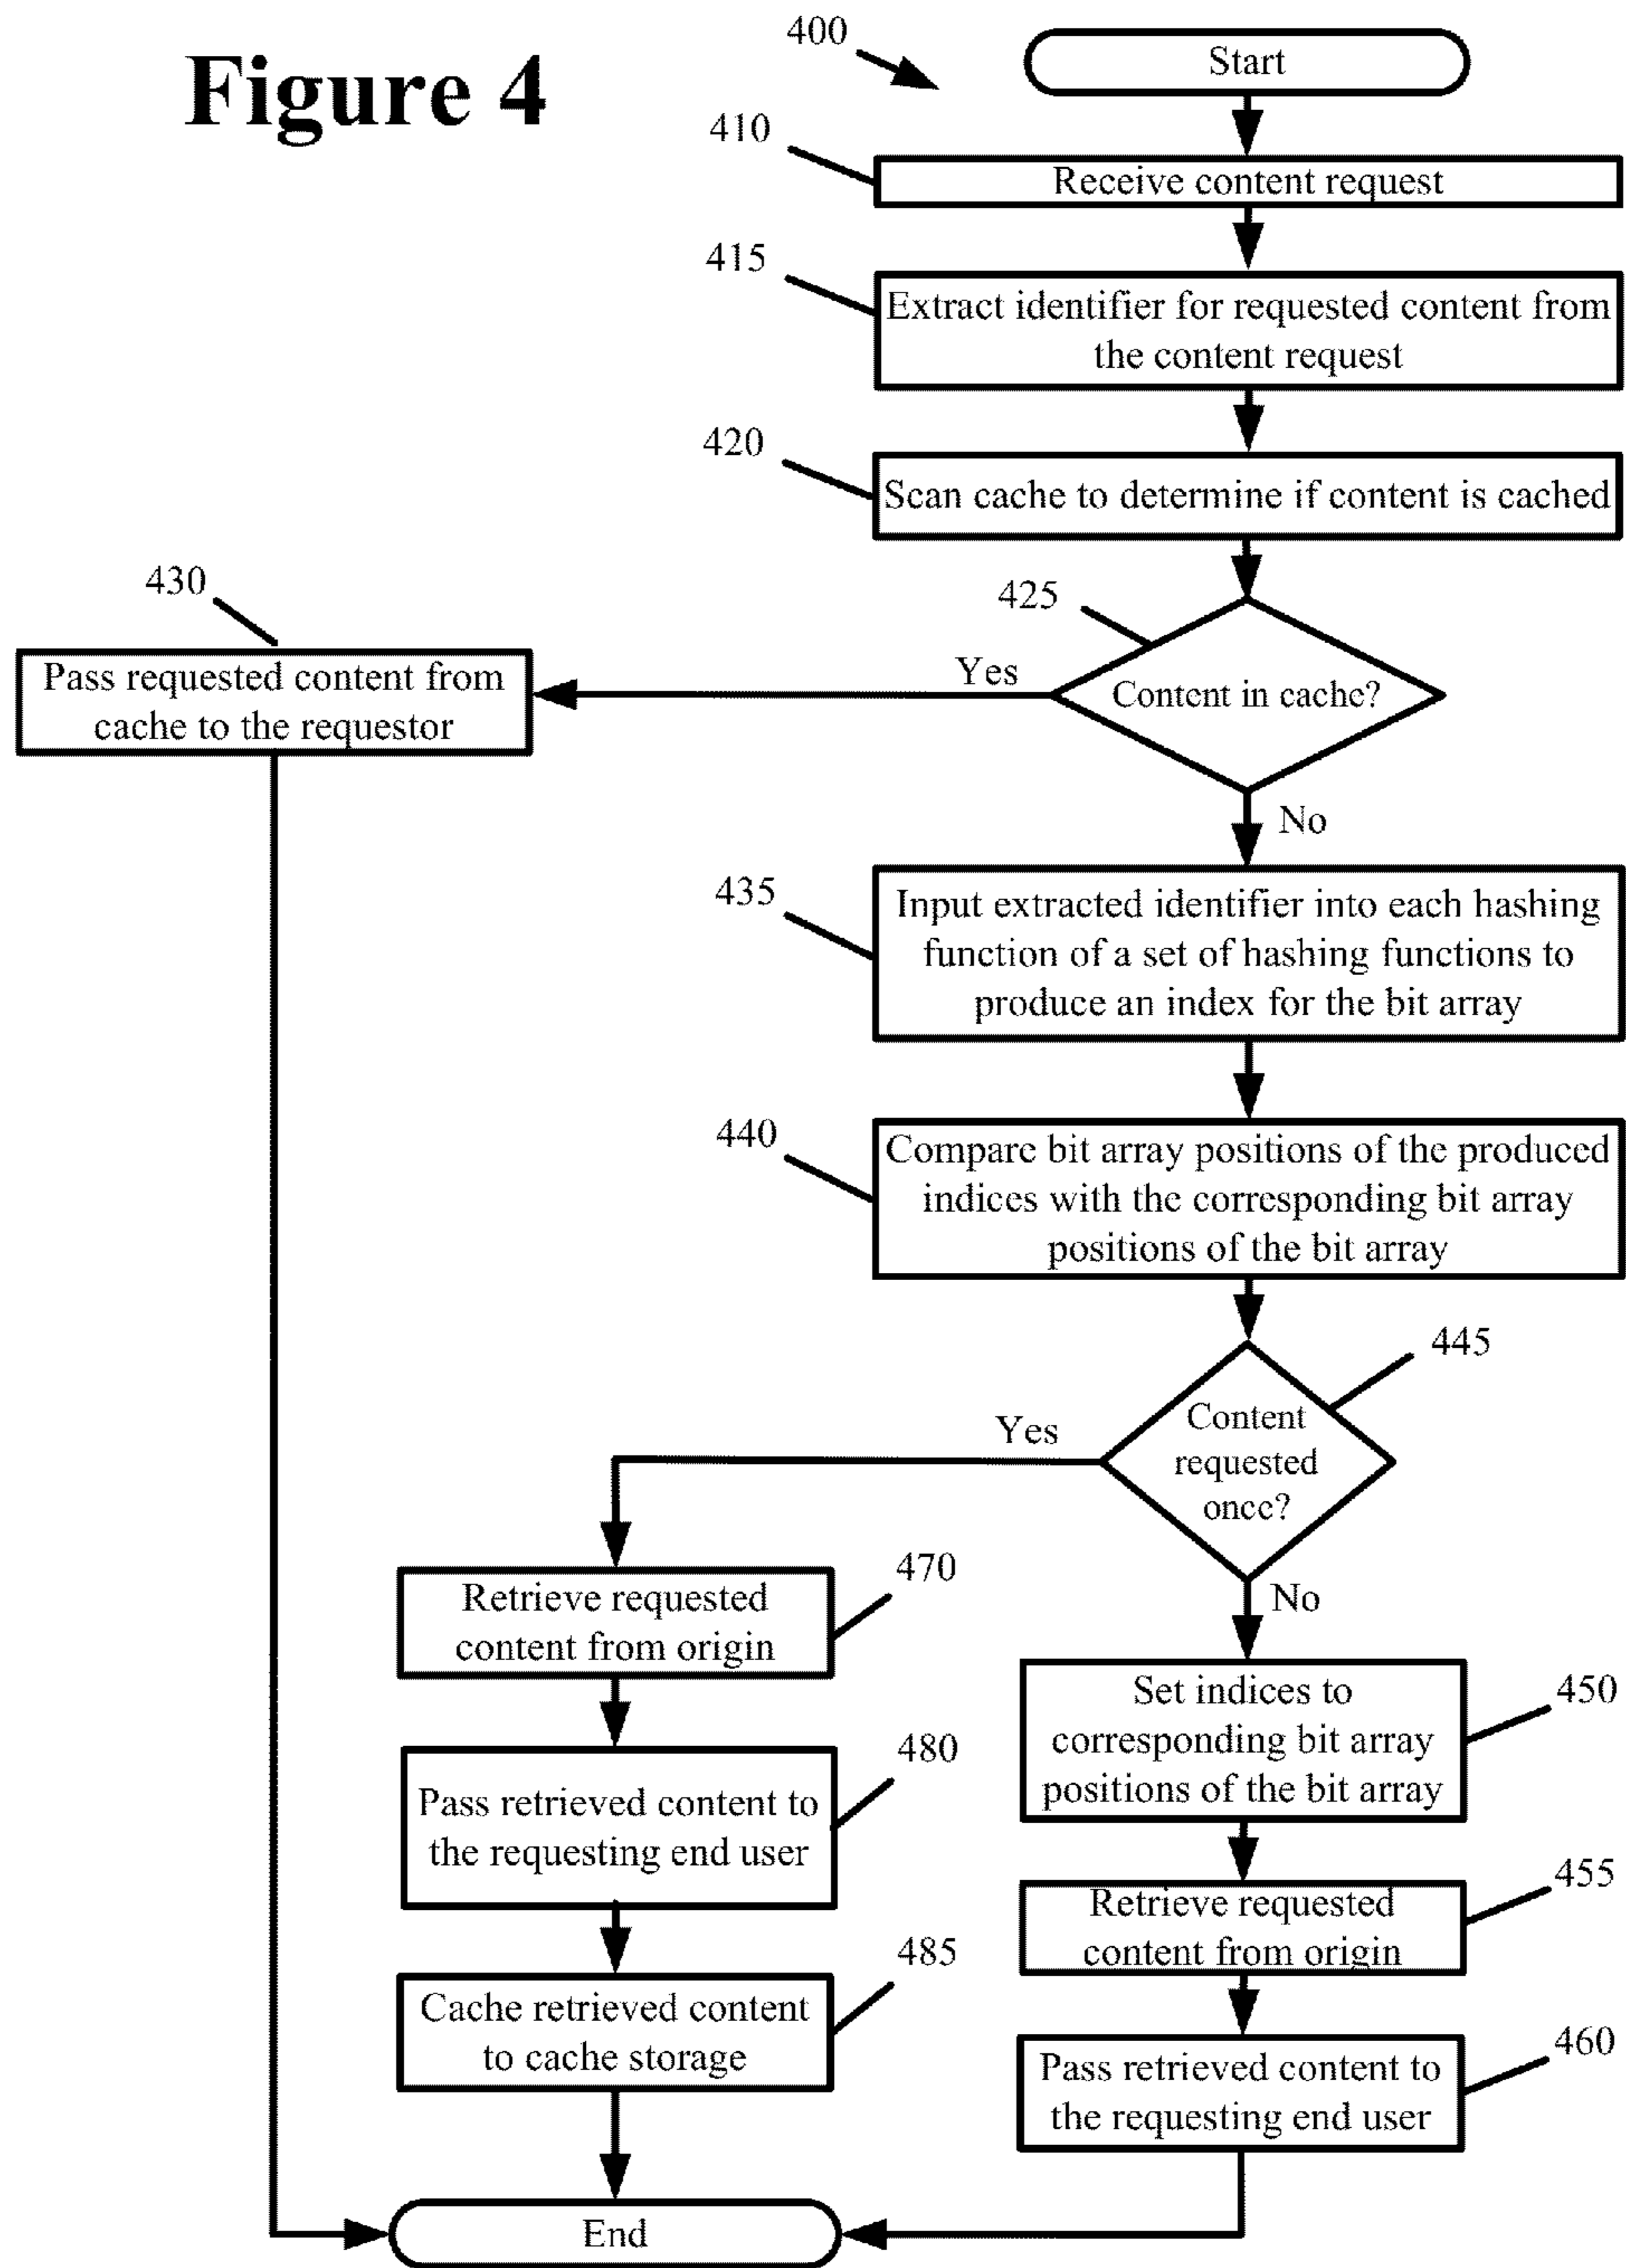 Figure 4
400
Start
410
Receive content request
415
Extract identifier for requested content from
the content request
420
Scan cache to determine if content is cached
430
425
Pass requested content from
cache to the requestor
Yes
Content in cache?
No
435
Input extracted identifier into each hashing
function of a set of hashing functions to
produce an index for the bit array
440
Compare bit array positions of the produced
indices with the corresponding bit array
positions of the bit array
445
Yes
Content
requested
once?
No
470
Retrieve requested
content from origin
450
Set indices to
corresponding bit array
positions of the bit array
480
Pass retrieved content to
the requesting end user
455
Retrieve requested
content from origin
485
Cache retrieved content
to cache storage
460
Pass retrieved content to
the requesting end user
End